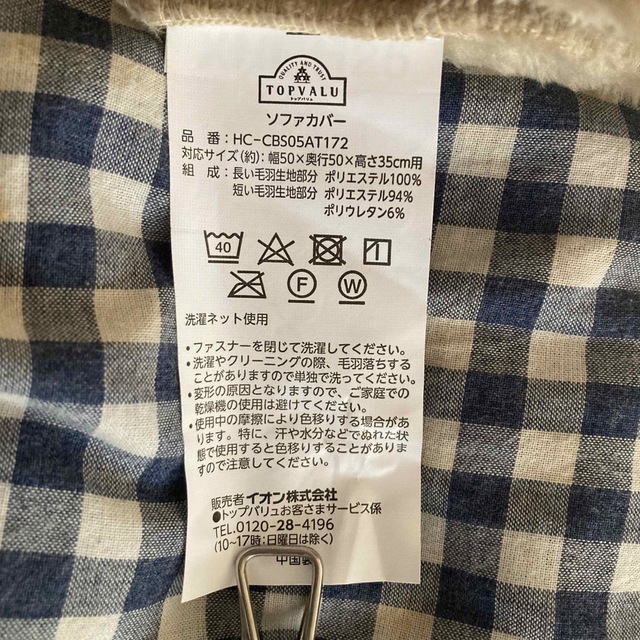 QUALITY AND TRUST
TOPVALU
トップバリュ
ソファカバー
品 番:HC-CBS05AT172
対応サイズ(約):幅50×奥行50×高さ35cm用
組 成:長い毛羽生地部分 ポリエステル100%
短い毛羽生地部分 ポリエステル94%
ポリウレタン6%
40
1
F W
洗濯ネット使用
•ファスナーを閉じて洗濯してください。
•洗濯やクリーニングの際、毛羽落ちする
ことがありますので単独で洗ってください。
•変形の原因となりますので、ご家庭での
乾燥機の使用は避けてください。
•使用中の摩擦により色移りする場合があ
ります。特に、汗や水分などでぬれた状
態で使用すると色移りすることがありま
すので注意してください。
販売者イオン株式会社
●トップバリュお客さまサービス係
TEL.0120-28-4196
(10~17時:日曜日は除く)
中国製